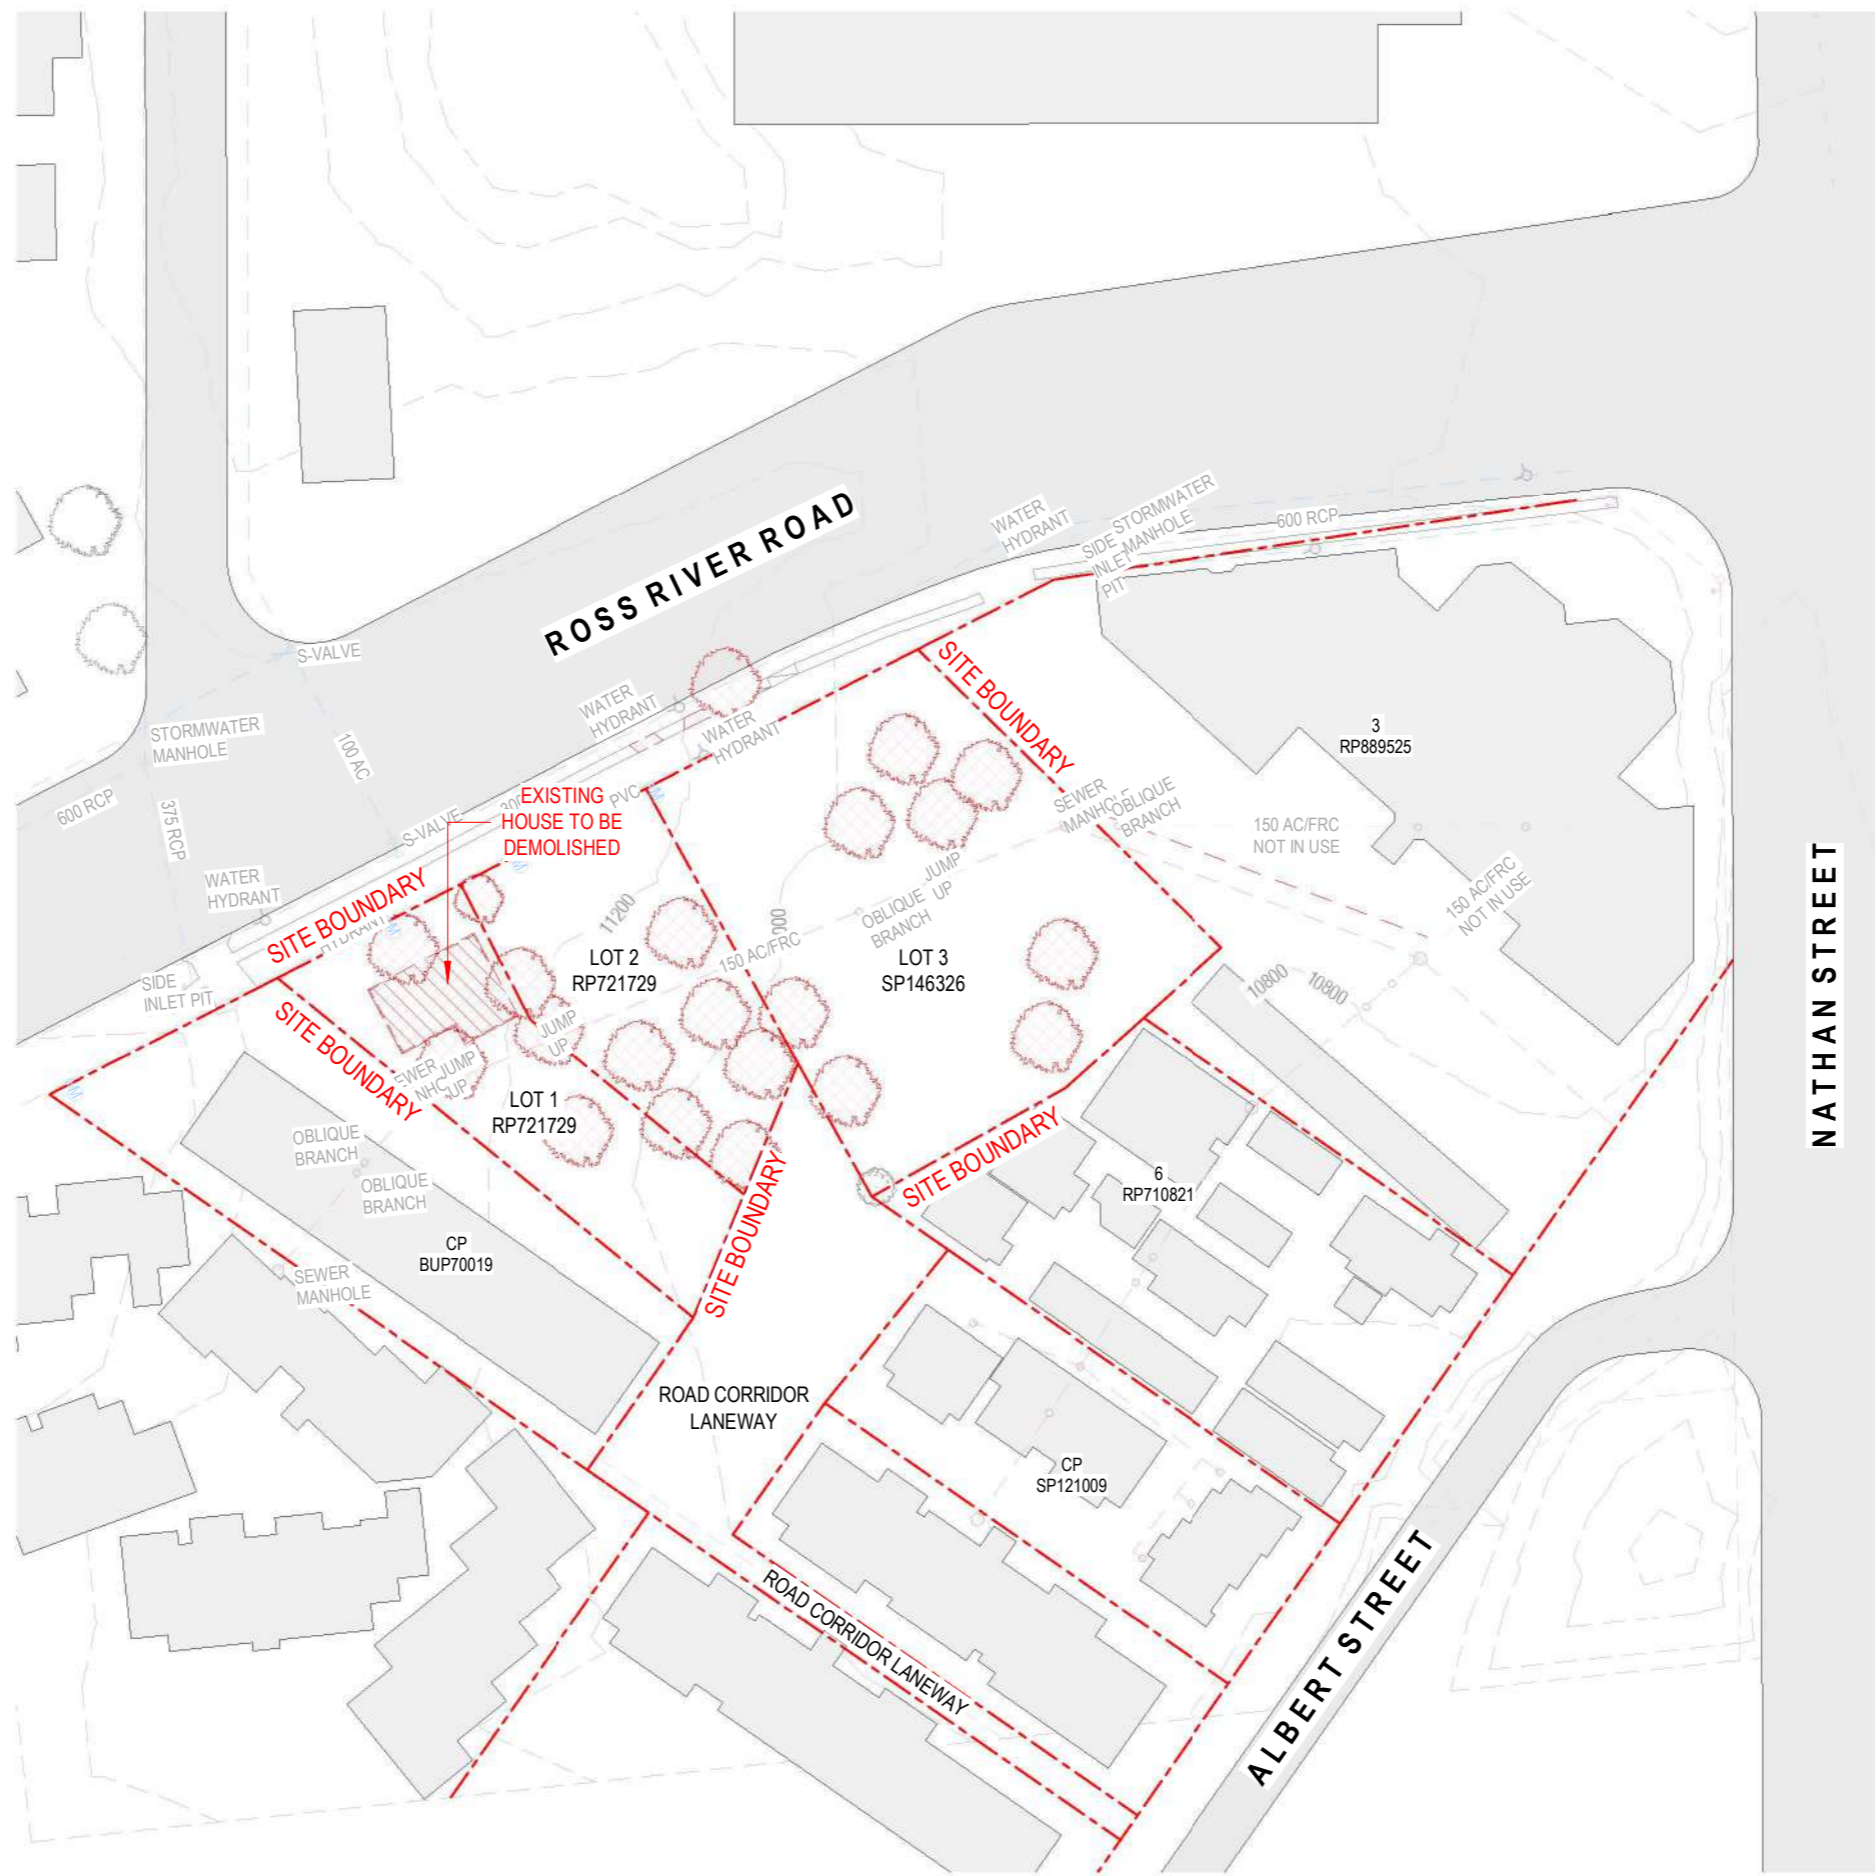 ROSS RIVER ROAD
WATER
HYDRANT
STORMWATER
MANHOLE
SIDE
INLET
PIT
600 RCP
S-VALVE
SITE BOUNDARY
WATER
HYDRANT
WATER
HYDRANT
STORMWATER
MANHOLE
100 AC
3
RP889525
600 RCP
375 RCP
S-VALVE
PVC
EXISTING
HOUSE TO BE
DEMOLISHED
SEWER
OBLIQUE
BRANCH
150 AC/FRC
NOT IN USE
150 AC/FRC
NOT IN USE
WATER
HYDRANT
SITE BOUNDARY
11200
JUMP
UP
OBLIQUE
BRANCH
150 AC/FRC
LOT 2
RP721729
LOT 3
SP146326
10800
10800
NATHAN STREET
SIDE
INLET PIT
SITE BOUNDARY
JUMP
UP
JUMP
UP
LOT 1
RP721729
OBLIQUE
BRANCH
OBLIQUE
BRANCH
SITE BOUNDARY
SITE BOUNDARY
6
RP710821
CP
BUP70019
SEWER
MANHOLE
ROAD CORRIDOR
LANEWAY
CP
SP121009
ROAD CORRIDOR LANEWAY
ALBERT STREET